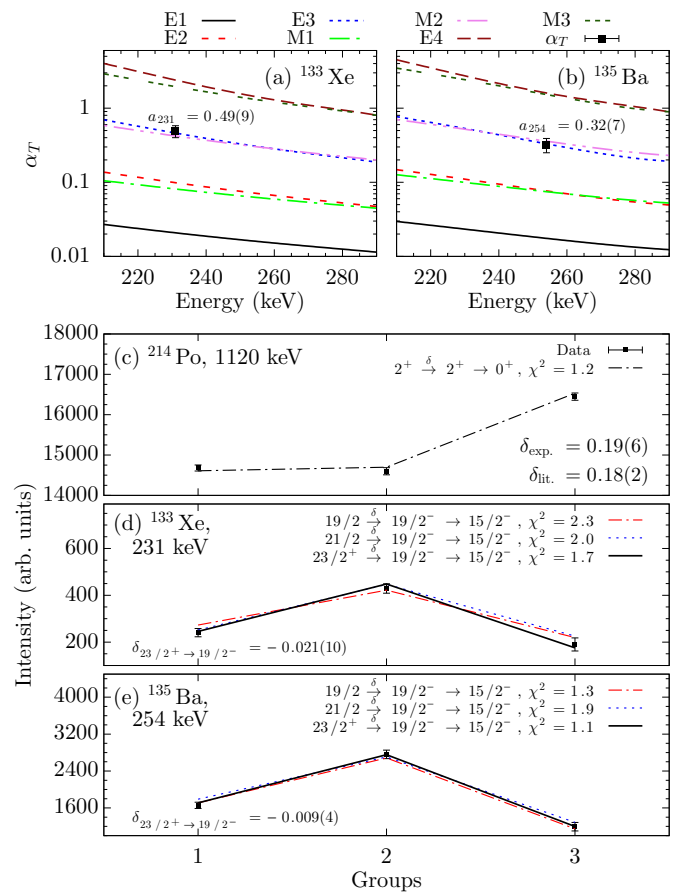 E1 E3 M2 M3
E2 M1 E4 α_T
(a) ¹³³Xe (b) ¹³⁵Ba
α_T
1
0.1
0.01
a₂₃₁ = 0.49(9)
a₂₅₄ = 0.32(7)
220 240 260 280 220 240 260 280
Energy (keV) Energy (keV)
Intensity (arb. units)
18000
17000
16000
15000
14000
(c) ²¹⁴Po, 1120 keV
Data
2⁺ →^δ 2⁺ → 0⁺ , χ² = 1.2
δ_exp. = 0.19(6)
δ_lit. = 0.18(2)
600
400
200
(d) ¹³³Xe,
231 keV
19/2 →^δ 19/2⁻ → 15/2⁻ , χ² = 2.3
21/2 →^δ 19/2⁻ → 15/2⁻ , χ² = 2.0
23/2⁺ →^δ 19/2⁻ → 15/2⁻ , χ² = 1.7
δ_{23/2⁺→19/2⁻} = −0.021(10)
4000
3200
2400
1600
(e) ¹³⁵Ba,
254 keV
19/2 →^δ 19/2⁻ → 15/2⁻ , χ² = 1.3
21/2 →^δ 19/2⁻ → 15/2⁻ , χ² = 1.9
23/2⁺ →^δ 19/2⁻ → 15/2⁻ , χ² = 1.1
δ_{23/2⁺→19/2⁻} = −0.009(4)
1 2 3
Groups